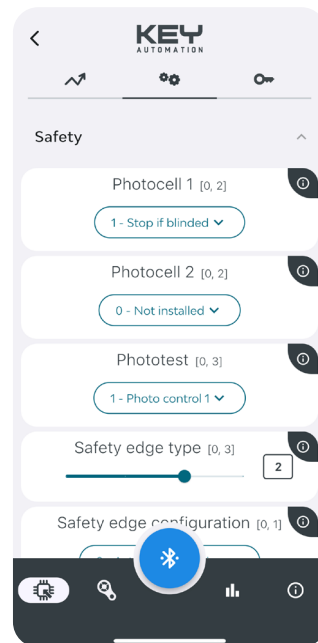 KEY
AUTOMATION
Safety
Photocell 1 [0, 2]
1 - Stop if blinded
Photocell 2 [0, 2]
0 - Not installed
Phototest [0, 3]
1 - Photo control 1
Safety edge type [0, 3]
2
Safety edge configuration [0, 1]